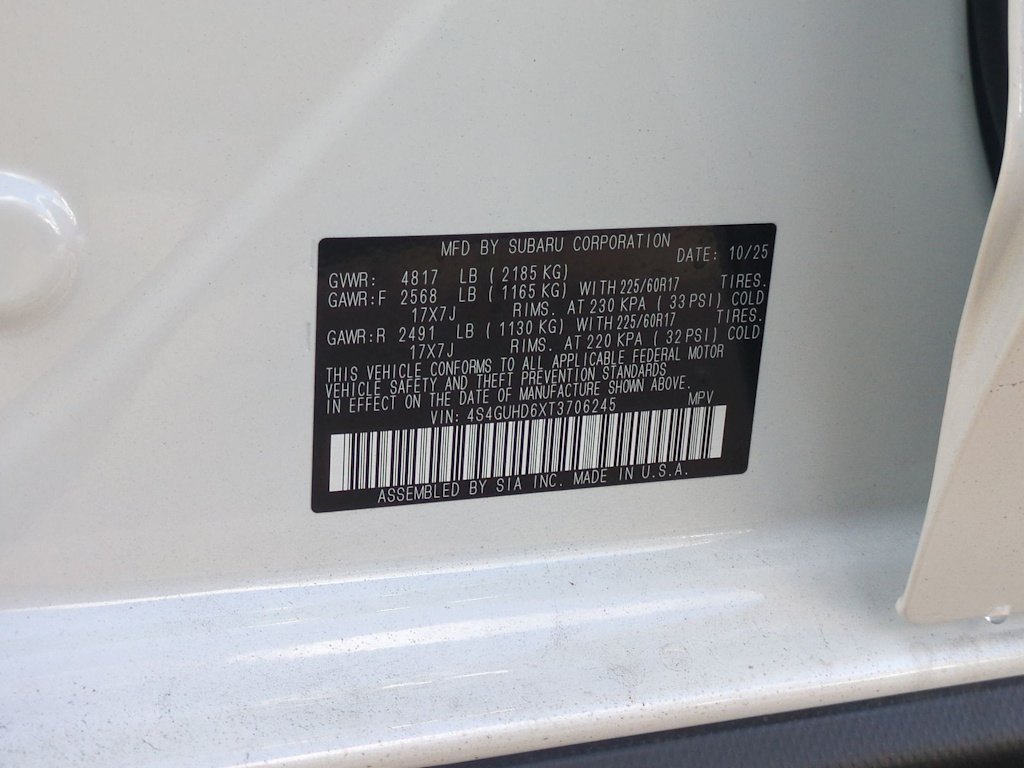 MFD BY SUBARU CORPORATION DATE: 10/25
GVWR: 4817 LB ( 2185 KG)
GAWR:F 2568 LB ( 1165 KG) WITH 225/60R17 TIRES.
17X7J RIMS. AT 230 KPA ( 33 PSI) COLD
GAWR:R 2491 LB ( 1130 KG) WITH 225/60R17 TIRES.
17X7J RIMS. AT 220 KPA ( 32 PSI) COLD
THIS VEHICLE CONFORMS TO ALL APPLICABLE FEDERAL MOTOR
VEHICLE SAFETY AND THEFT PREVENTION STANDARDS
IN EFFECT ON THE DATE OF MANUFACTURE SHOWN ABOVE.
VIN: 4S4GUHD6XT3706245 MPV
ASSEMBLED BY SIA INC. MADE IN U.S.A.